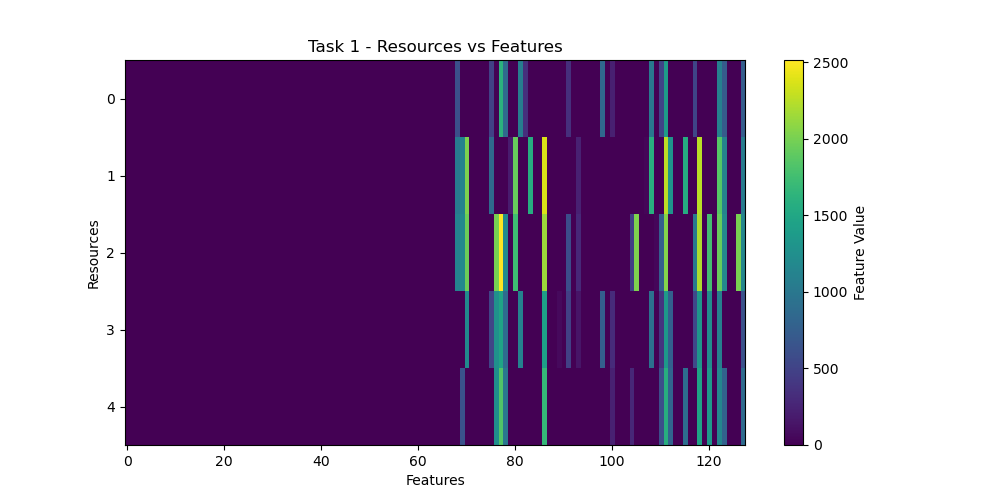 Task 1 - Resources vs Features
Resources
0
1
2
3
4
0 20 40 60 80 100 120
Features
2500
2000
1500
1000
500
0
Feature Value